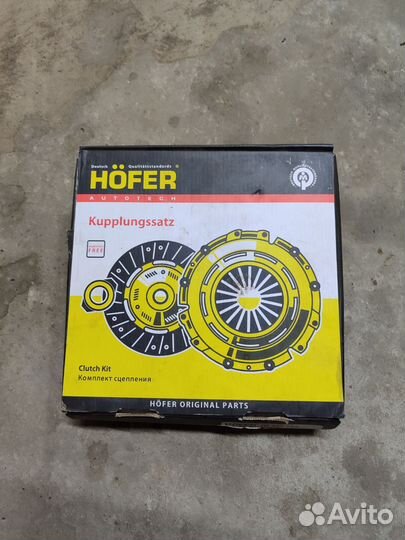 Deutsch Qualitätsstandards
HÖFER
AUTOTECH
Kupplungssatz
FREE
Clutch Kit
Комплект сцепления
HÖFER ORIGINAL PARTS
Avito